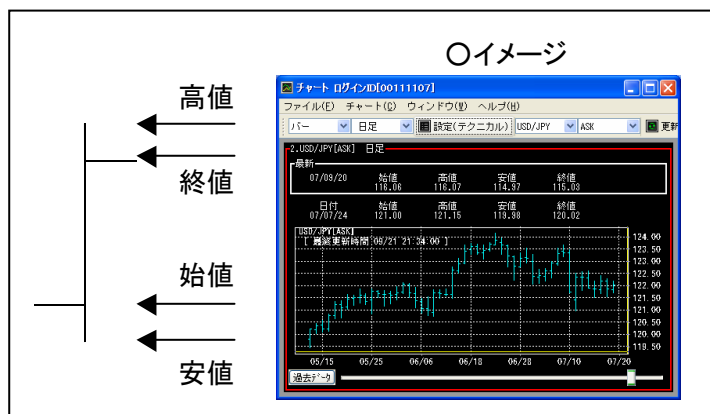 ○イメージ
高値
終値
始値
安値
チャート ログインID[00111107]
ファイル(F) チャート(C) ウィンドウ(W) ヘルプ(H)
バー 日足 設定(テクニカル) USD/JPY ASK 更新
2.USD/JPY[ASK] 日足
最新
始値 高値 安値 終値
07/09/20 116.06 116.07 114.97 115.03
日付 始値 高値 安値 終値
07/07/24 121.00 121.15 119.98 120.02
USD/JPY[ASK]
[ 最終更新時間:09/21 21:34:00 ]
124.00
123.50
123.00
122.50
122.00
121.50
121.00
120.50
120.00
119.50
05/15 05/25 06/06 06/18 06/28 07/10 07/20
過去データ